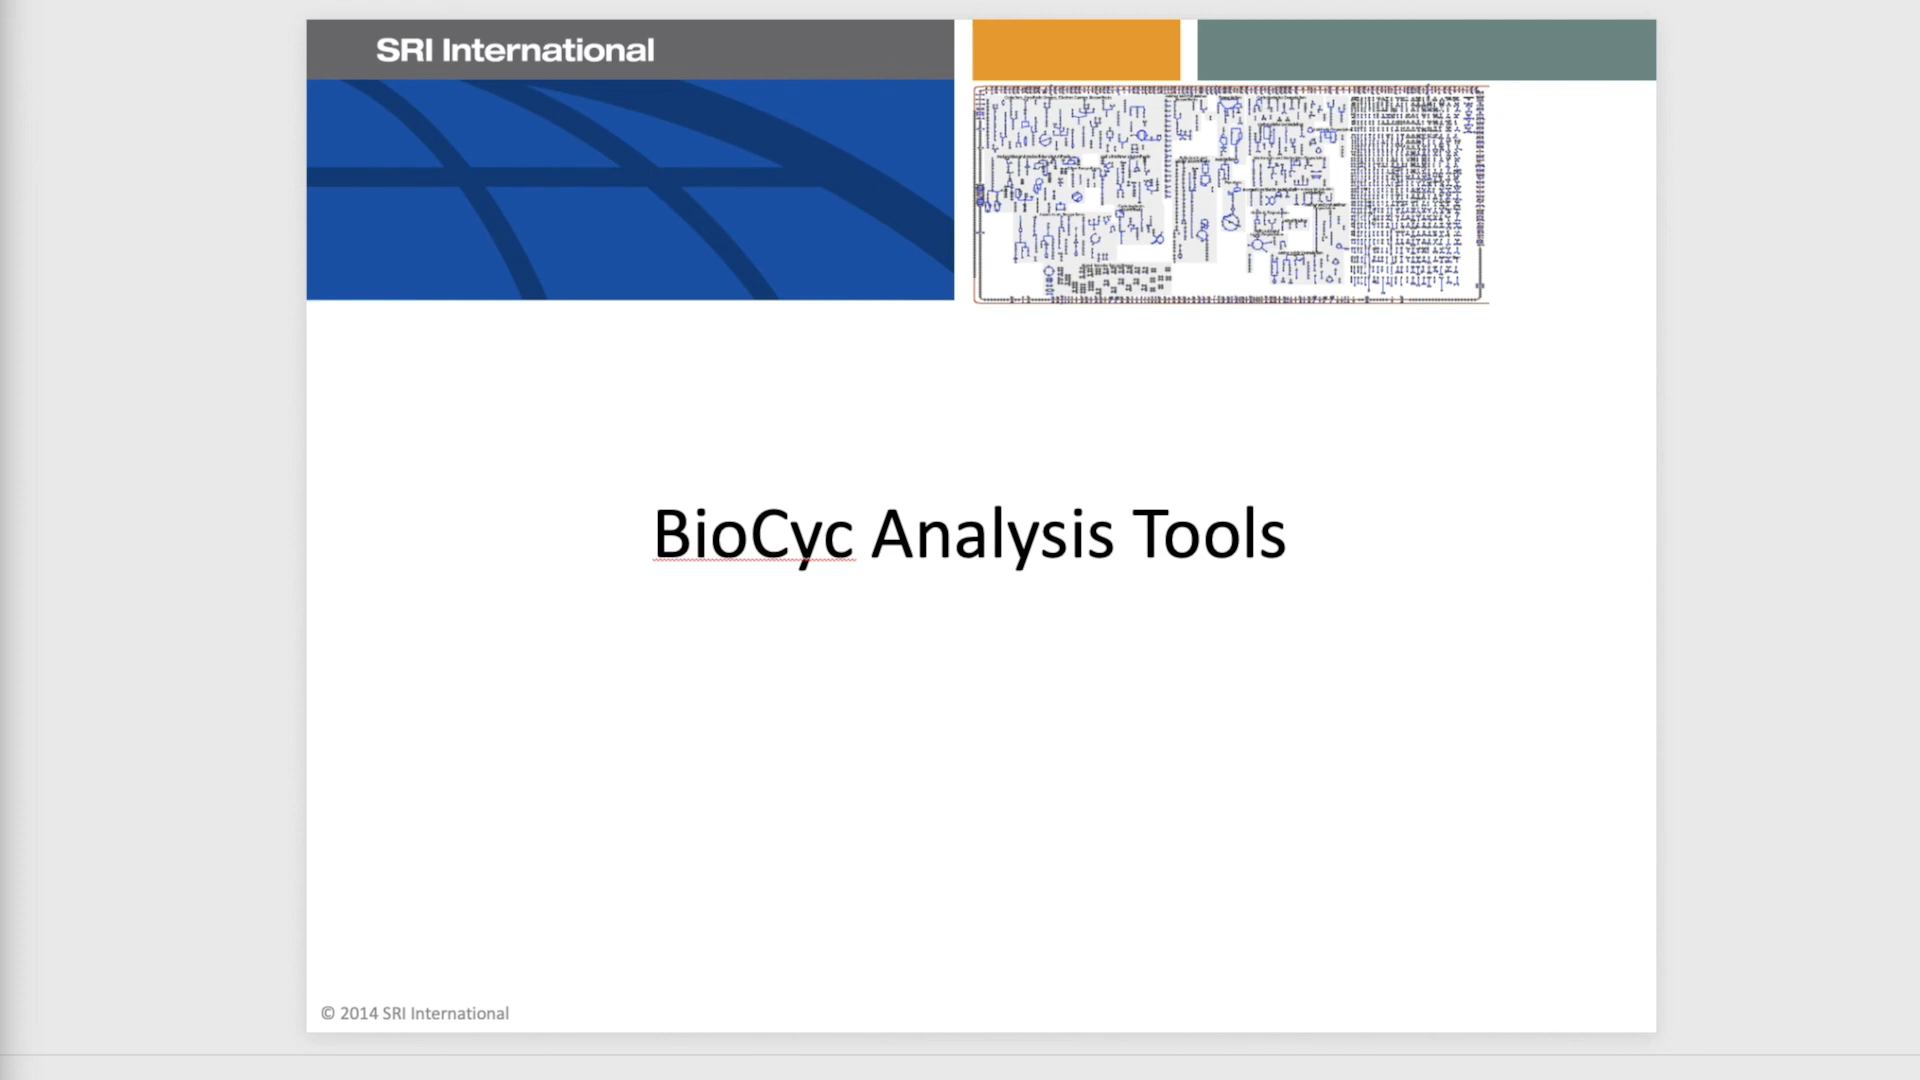 SRI International
BioCyc Analysis Tools
© 2014 SRI International